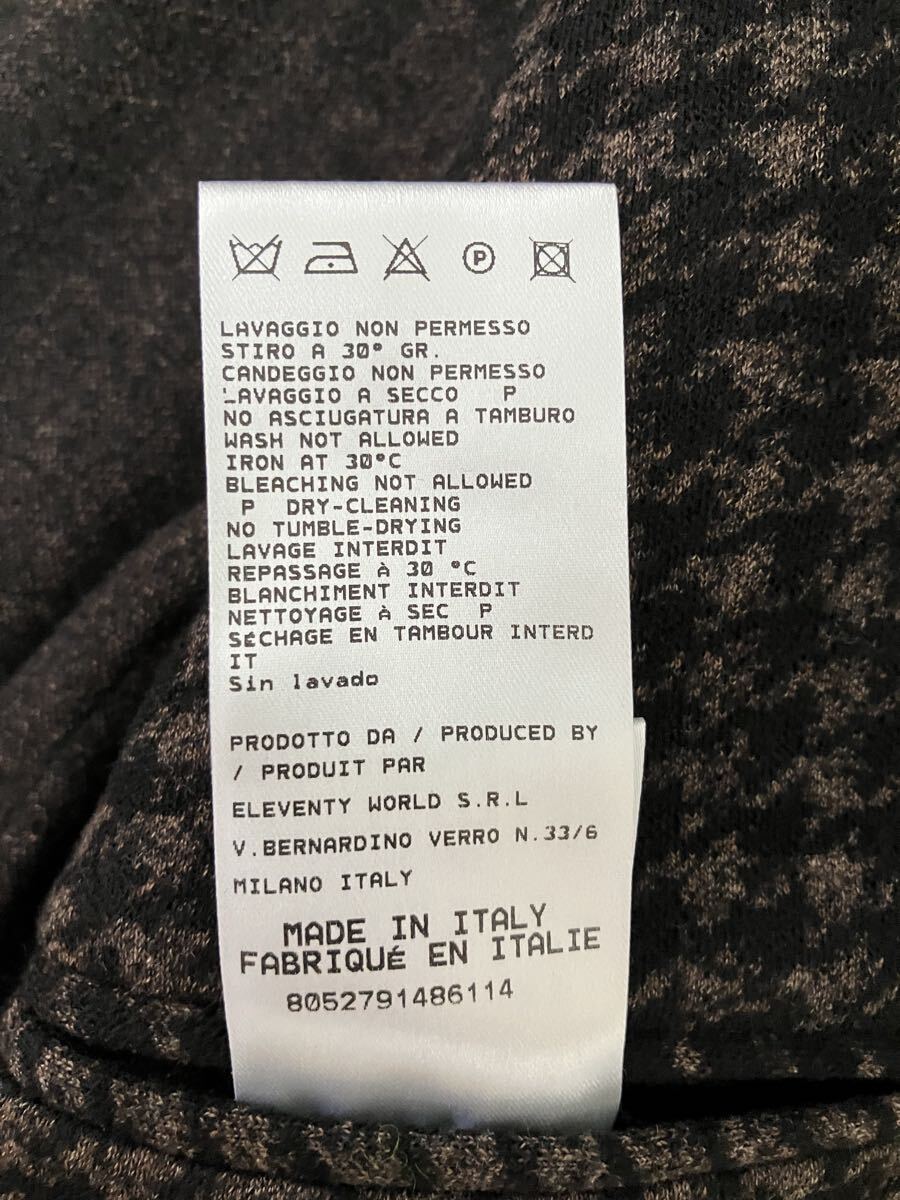 P
LAVAGGIO NON PERMESSO
STIRO A 30° GR.
CANDEGGIO NON PERMESSO
LAVAGGIO A SECCO P
NO ASCIUGATURA A TAMBURO
WASH NOT ALLOWED
IRON AT 30°C
BLEACHING NOT ALLOWED
P DRY-CLEANING
NO TUMBLE-DRYING
LAVAGE INTERDIT
REPASSAGE À 30 °C
BLANCHIMENT INTERDIT
NETTOYAGE À SEC P
SÉCHAGE EN TAMBOUR INTERD
IT
Sin lavado
PRODOTTO DA / PRODUCED BY
/ PRODUIT PAR
ELEVENTY WORLD S.R.L
V.BERNARDINO VERRO N.33/6
MILANO ITALY
MADE IN ITALY
FABRIQUÉ EN ITALIE
8052791486114